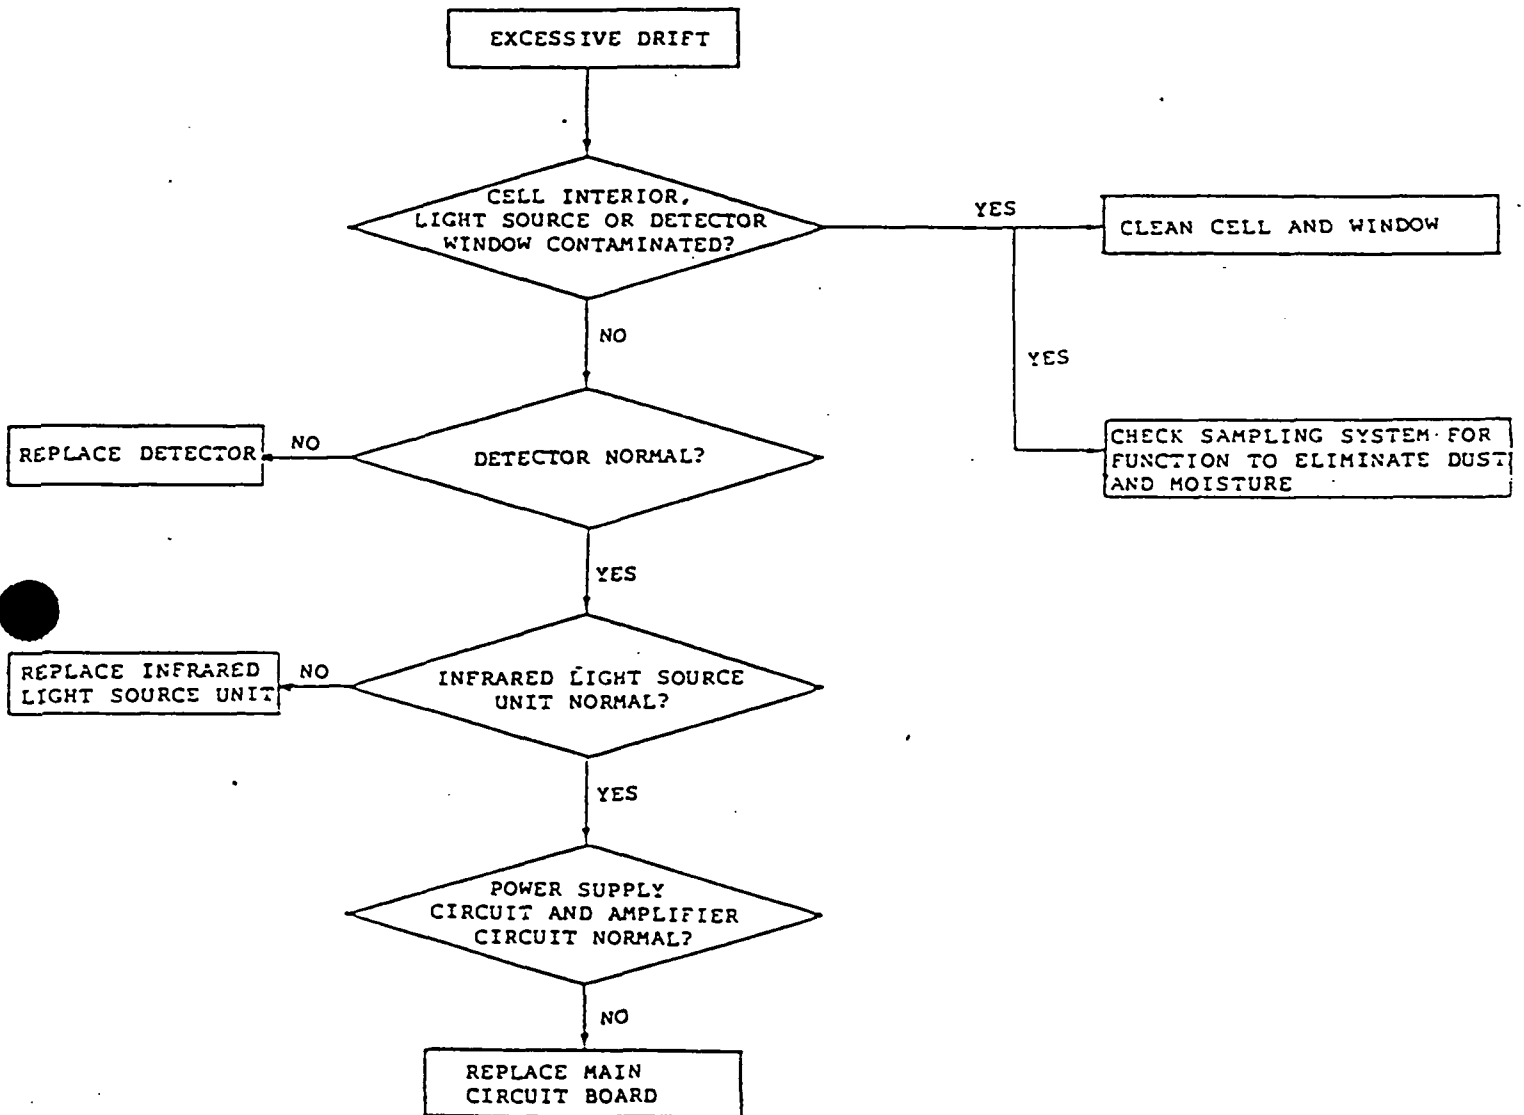 EXCESSIVE DRIFT
CELL INTERIOR,
LIGHT SOURCE OR DETECTOR
WINDOW CONTAMINATED?
YES
CLEAN CELL AND WINDOW
NO
YES
CHECK SAMPLING SYSTEM FOR
FUNCTION TO ELIMINATE DUST
AND MOISTURE
REPLACE DETECTOR
NO
DETECTOR NORMAL?
YES
REPLACE INFRARED
LIGHT SOURCE UNIT
NO
INFRARED LIGHT SOURCE
UNIT NORMAL?
YES
POWER SUPPLY
CIRCUIT AND AMPLIFIER
CIRCUIT NORMAL?
NO
REPLACE MAIN
CIRCUIT BOARD